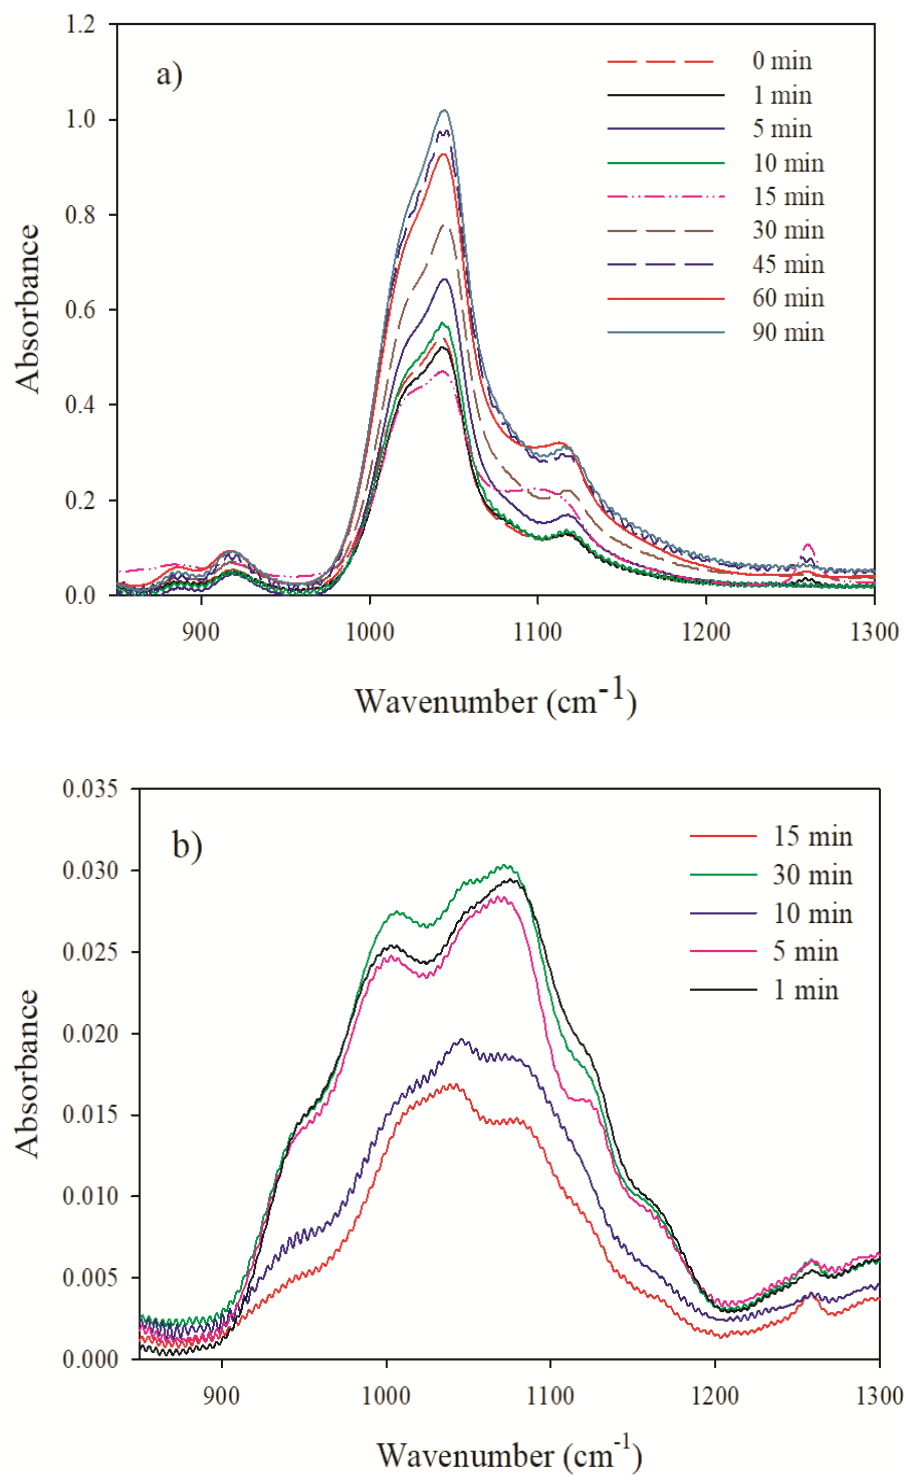 1.2
a)
0 min
1 min
1.0
5 min
10 min
0.8
15 min
30 min
45 min
0.6
60 min
90 min
0.4
0.2
0.0
Absorbance
900 1000 1100 1200 1300
Wavenumber (cm-1)
0.035
b)
15 min
0.030
30 min
10 min
0.025
5 min
1 min
0.020
0.015
0.010
0.005
0.000
Absorbance
900 1000 1100 1200 1300
Wavenumber (cm-1)